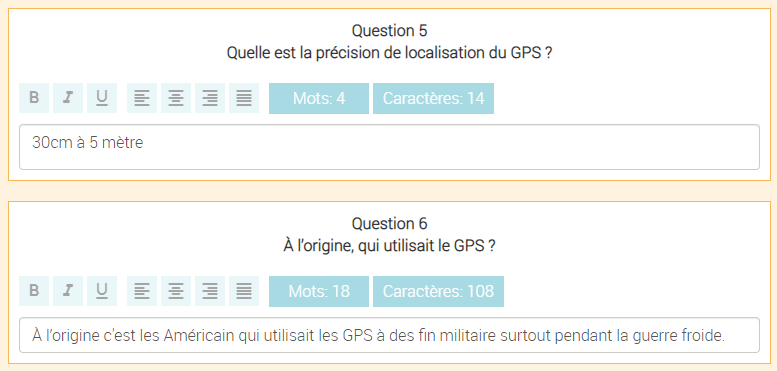 Question 5
Quelle est la précision de localisation du GPS ?
B I U Mots: 4 Caractères: 14
30cm à 5 mètre
Question 6
À l’origine, qui utilisait le GPS ?
B I U Mots: 18 Caractères: 108
À l’origine c'est les Américain qui utilisait les GPS à des fin militaire surtout pendant la guerre froide.